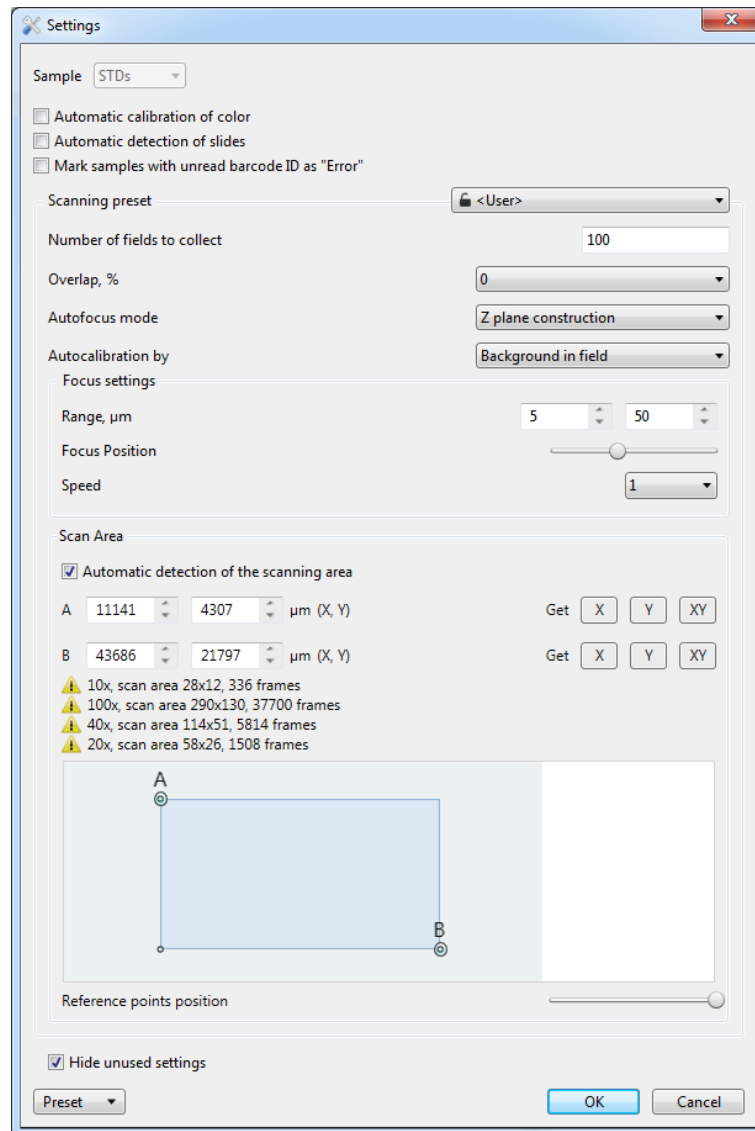 Settings
Sample STDs
Automatic calibration of color
Automatic detection of slides
Mark samples with unread barcode ID as "Error"
Scanning preset <User>
Number of fields to collect 100
Overlap, % 0
Autofocus mode Z plane construction
Autocalibration by Background in field
Focus settings
Range, µm 5 50
Focus Position
Speed 1
Scan Area
Automatic detection of the scanning area
A 11141 4307 µm (X, Y) Get X Y XY
B 43686 21797 µm (X, Y) Get X Y XY
10x, scan area 28x12, 336 frames
100x, scan area 290x130, 37700 frames
40x, scan area 114x51, 5814 frames
20x, scan area 58x26, 1508 frames
A
B
Reference points position
Hide unused settings
Preset OK Cancel